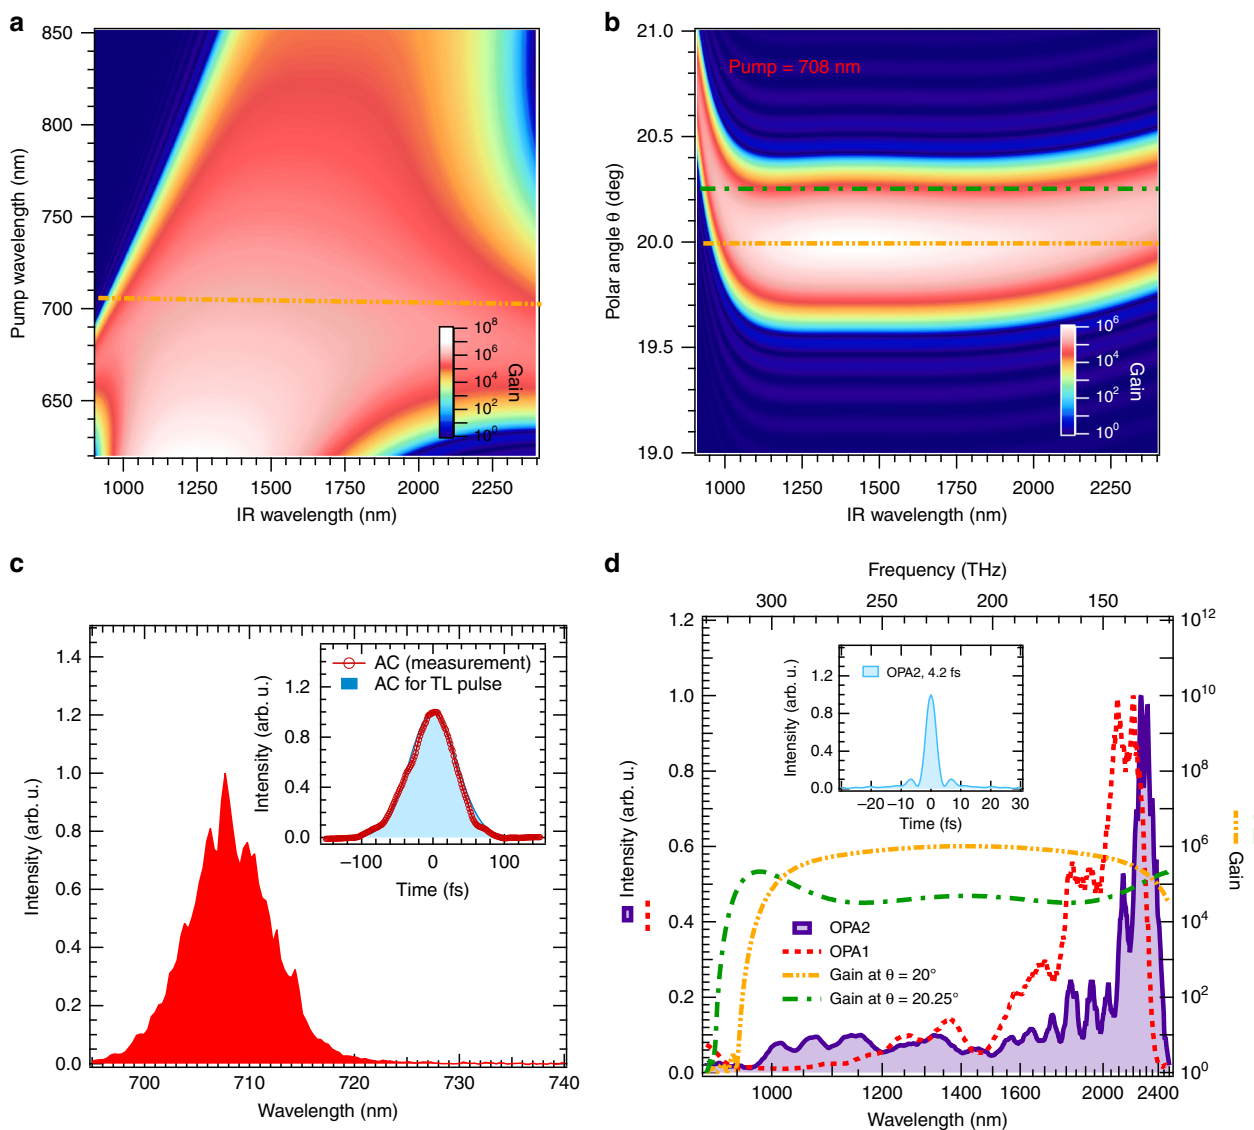 a
850
800
750
700
650
Pump wavelength (nm)
1000 1250 1500 1750 2000 2250
IR wavelength (nm)
10^8
10^6
10^4
10^2
10^0
Gain
b
21.0
20.5
20.0
19.5
19.0
Polar angle θ (deg)
Pump = 708 nm
1000 1250 1500 1750 2000 2250
IR wavelength (nm)
10^6
10^4
10^2
10^0
Gain
c
1.4
1.2
1.0
0.8
0.6
0.4
0.2
0.0
Intensity (arb. u.)
700 710 720 730 740
Wavelength (nm)
AC (measurement)
AC for TL pulse
1.2
0.8
0.4
0.0
Intensity (arb. u.)
−100 0 100
Time (fs)
d
Frequency (THz)
300 250 200 150
1.2
1.0
0.8
0.6
0.4
0.2
0.0
Intensity (arb. u.)
10^12
10^10
10^8
10^6
10^4
10^2
10^0
Gain
OPA2, 4.2 fs
1.2
0.8
0.4
0.0
Intensity (arb. u.)
−20 −10 0 10 20 30
Time (fs)
OPA2
OPA1
Gain at θ = 20°
Gain at θ = 20.25°
1000 1200 1400 1600 2000 2400
Wavelength (nm)